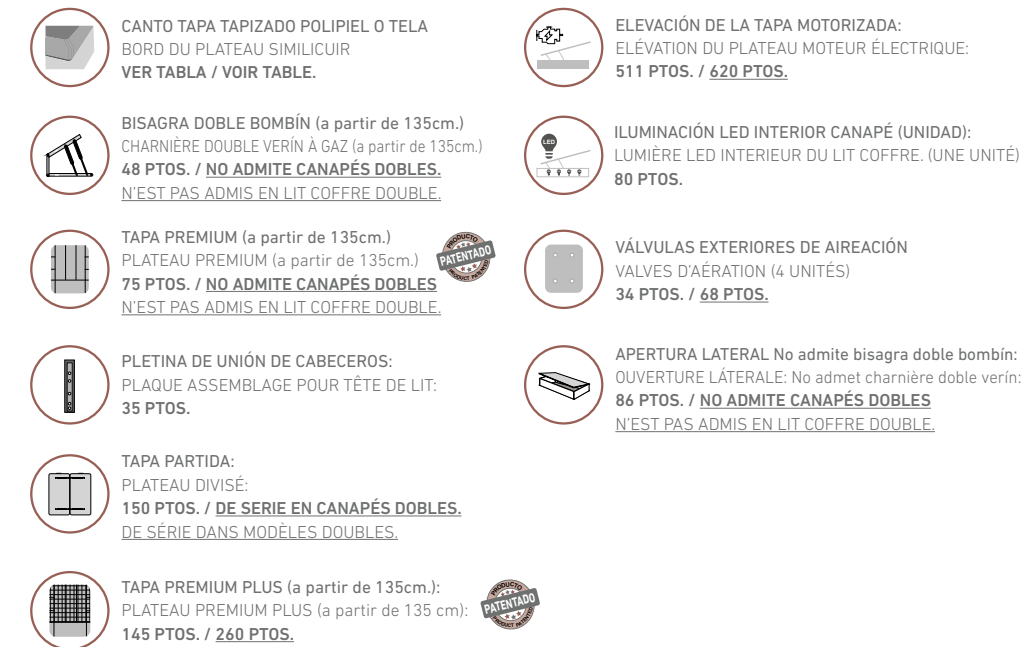 CANTO TAPA TAPIZADO POLIPIEL O TELA
BORD DU PLATEAU SIMILICUIR
VER TABLA / VOIR TABLE.
BISAGRA DOBLE BOMBÍN (a partir de 135cm.)
CHARNIÈRE DOUBLE VERÍN À GAZ (a partir de 135cm.)
48 PTOS. / NO ADMITE CANAPÉS DOBLES.
N'EST PAS ADMIS EN LIT COFFRE DOUBLE.
TAPA PREMIUM (a partir de 135cm.)
PLATEAU PREMIUM (a partir de 135cm.)
75 PTOS. / NO ADMITE CANAPÉS DOBLES
N'EST PAS ADMIS EN LIT COFFRE DOUBLE.
PRODUCTO
PATENTADO
PRODUCT PATENTED
PLETINA DE UNIÓN DE CABECEROS:
PLAQUE ASSEMBLAGE POUR TÊTE DE LIT:
35 PTOS.
TAPA PARTIDA:
PLATEAU DIVISÉ:
150 PTOS. / DE SERIE EN CANAPÉS DOBLES.
DE SÉRIE DANS MODÈLES DOUBLES.
TAPA PREMIUM PLUS (a partir de 135cm.):
PLATEAU PREMIUM PLUS (a partir de 135 cm):
145 PTOS. / 260 PTOS.
PRODUCTO
PATENTADO
PRODUCT PATENTED
ELEVACIÓN DE LA TAPA MOTORIZADA:
ELÉVATION DU PLATEAU MOTEUR ÉLECTRIQUE:
511 PTOS. / 620 PTOS.
LED
ILUMINACIÓN LED INTERIOR CANAPÉ (UNIDAD):
LUMIÈRE LED INTERIEUR DU LIT COFFRE. (UNE UNITÉ)
80 PTOS.
VÁLVULAS EXTERIORES DE AIREACIÓN
VALVES D'AÉRATION (4 UNITÉS)
34 PTOS. / 68 PTOS.
APERTURA LATERAL No admite bisagra doble bombín:
OUVERTURE LÁTERALE: No admet charnière doble verín:
86 PTOS. / NO ADMITE CANAPÉS DOBLES
N'EST PAS ADMIS EN LIT COFFRE DOUBLE.